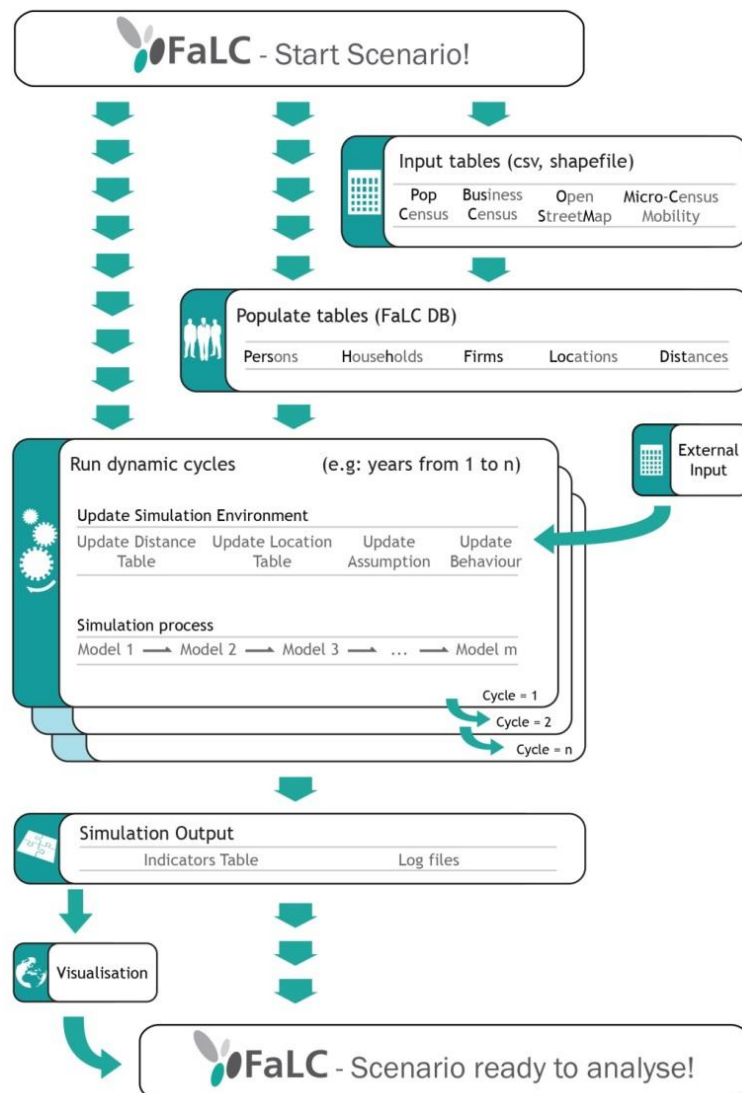 FaLC - Start Scenario!
Input tables (csv, shapefile)
Pop Business Open Micro-Census
Census Census StreetMap Mobility
Populate tables (FaLC DB)
Persons Households Firms Locations Distances
Run dynamic cycles (e.g: years from 1 to n)
External
Input
Update Simulation Environment
Update Distance Update Location Update Update
Table Table Assumption Behaviour
Simulation process
Model 1 Model 2 Model 3 ... Model m
Cycle = 1
Cycle = 2
Cycle = n
Simulation Output
Indicators Table Log files
Visualisation
FaLC - Scenario ready to analyse!